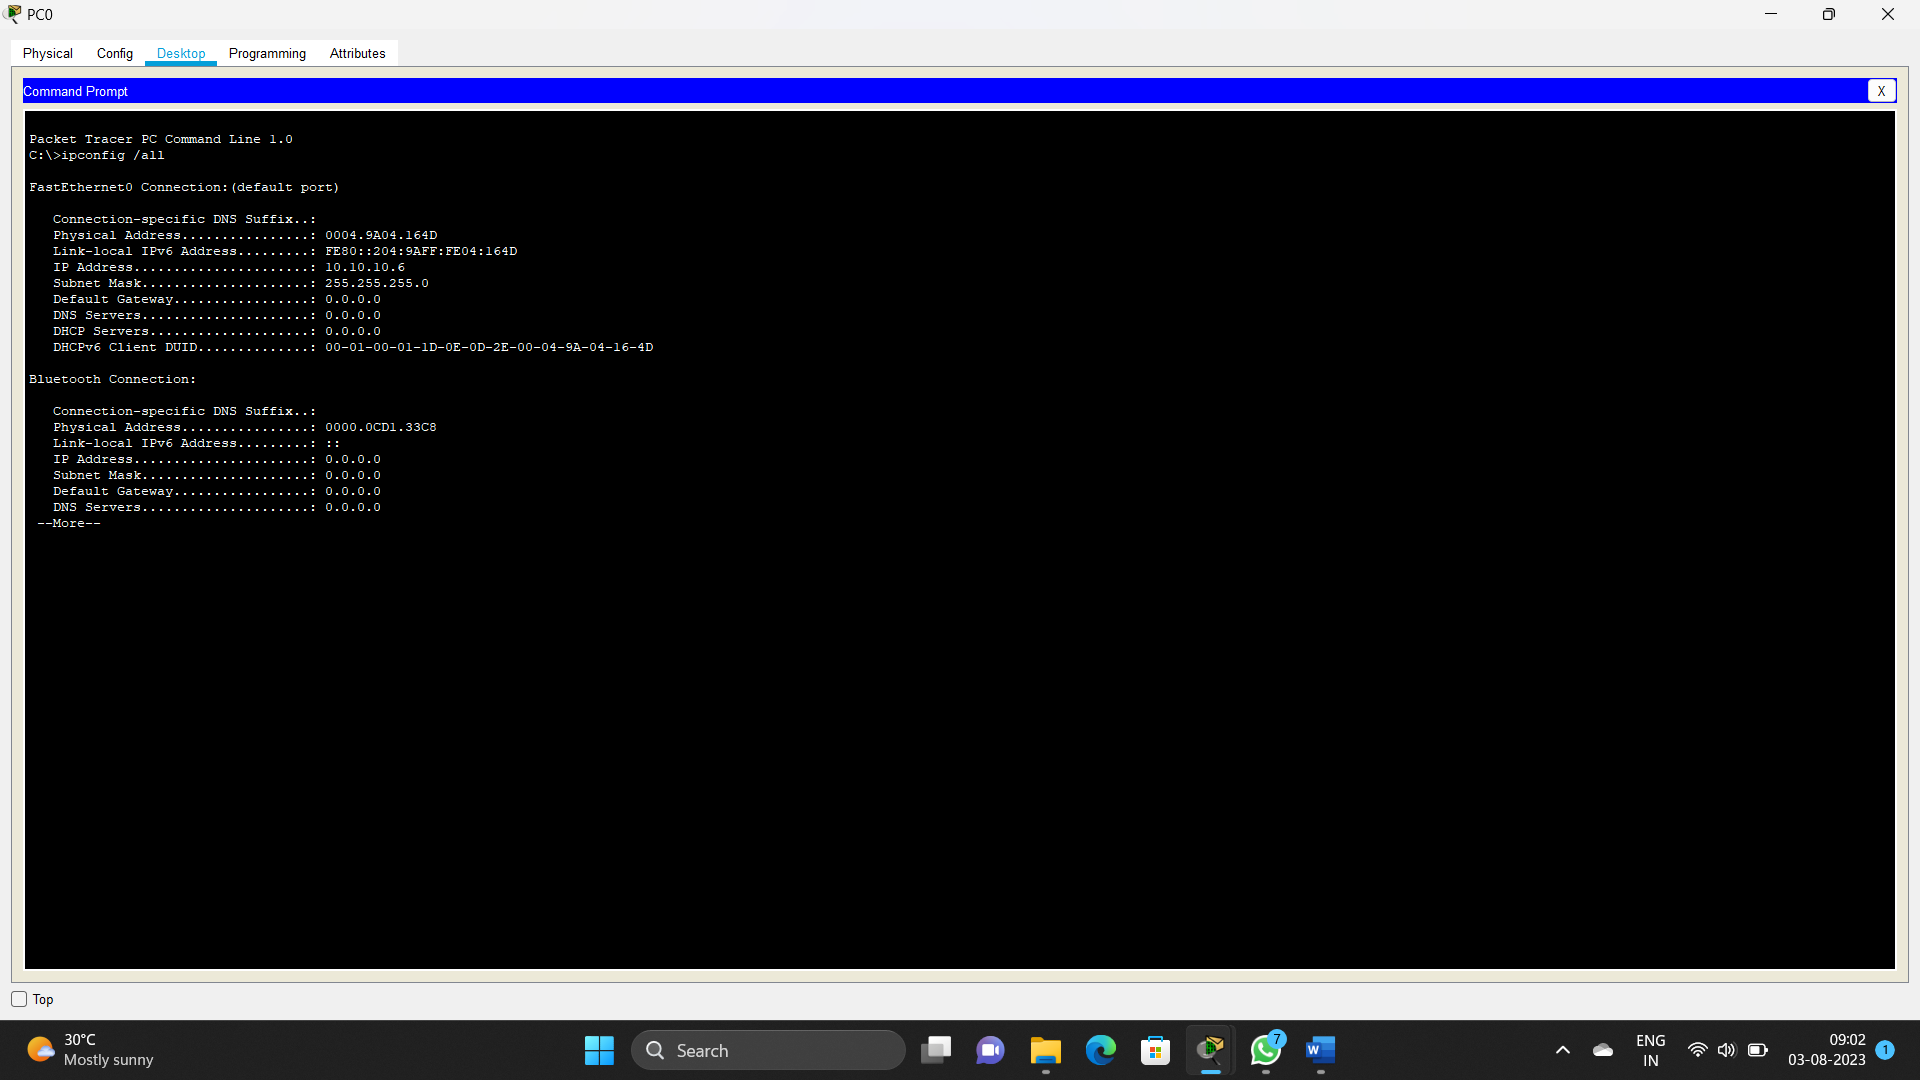 PC0
Physical Config Desktop Programming Attributes
Command Prompt X
Packet Tracer PC Command Line 1.0
C:\>ipconfig /all
FastEthernet0 Connection:(default port)
Connection-specific DNS Suffix..:
Physical Address................: 0004.9A04.164D
Link-local IPv6 Address.........: FE80::204:9AFF:FE04:164D
IP Address......................: 10.10.10.6
Subnet Mask.....................: 255.255.255.0
Default Gateway.................: 0.0.0.0
DNS Servers.....................: 0.0.0.0
DHCP Servers....................: 0.0.0.0
DHCPv6 Client DUID..............: 00-01-00-01-1D-0E-0D-2E-00-04-9A-04-16-4D
Bluetooth Connection:
Connection-specific DNS Suffix..:
Physical Address................: 0000.0CD1.33C8
Link-local IPv6 Address.........: ::
IP Address......................: 0.0.0.0
Subnet Mask.....................: 0.0.0.0
Default Gateway.................: 0.0.0.0
DNS Servers.....................: 0.0.0.0
--More--
Top
30°C
Mostly sunny
Search
7
W
ENG
IN
09:02
03-08-2023
1